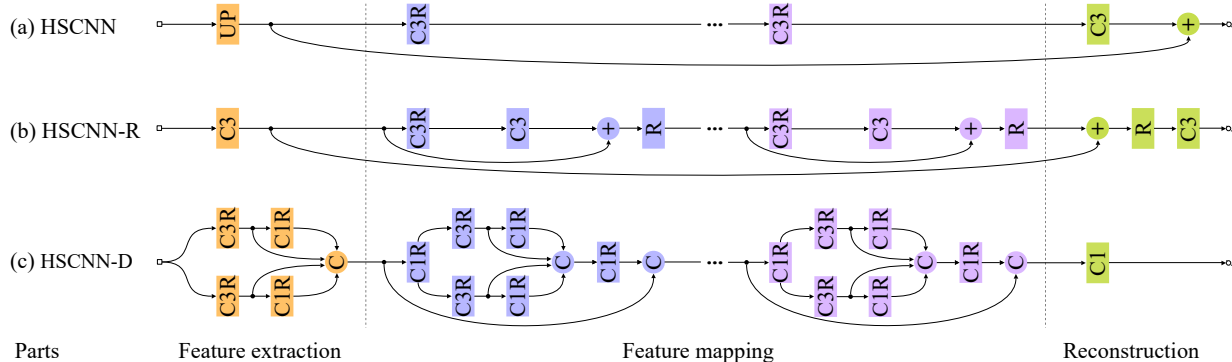 (a) HSCNN UP C3R ... C3R C3 +
(b) HSCNN-R C3 C3R C3 + R ... C3R C3 + R + R C3
C3R C1R C3R C1R C3R C1R
(c) HSCNN-D C C1R C C1R C ... C1R C C1R C C1
C3R C1R C3R C1R C3R C1R
Parts Feature extraction Feature mapping Reconstruction